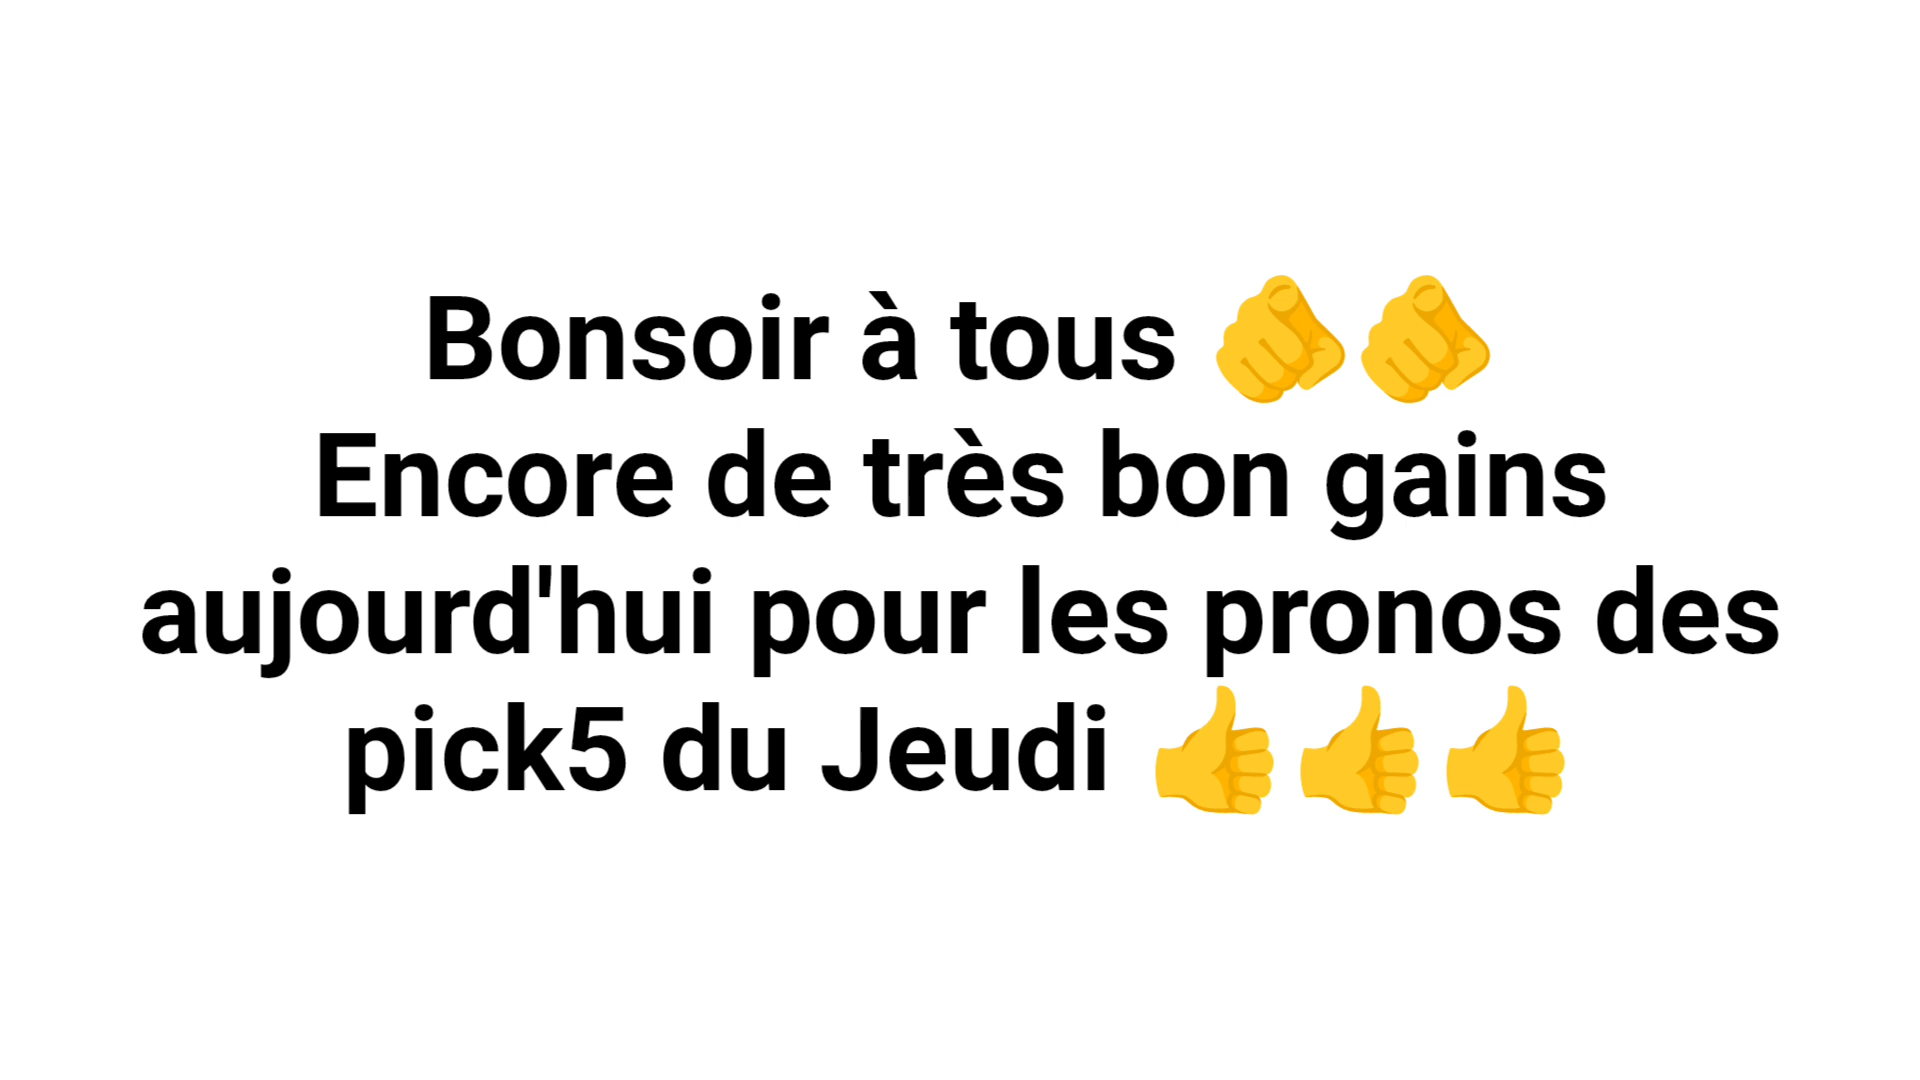 Bonsoir à tous 🫵🫵
Encore de très bon gains
aujourd'hui pour les pronos des
pick5 du Jeudi 👍👍👍